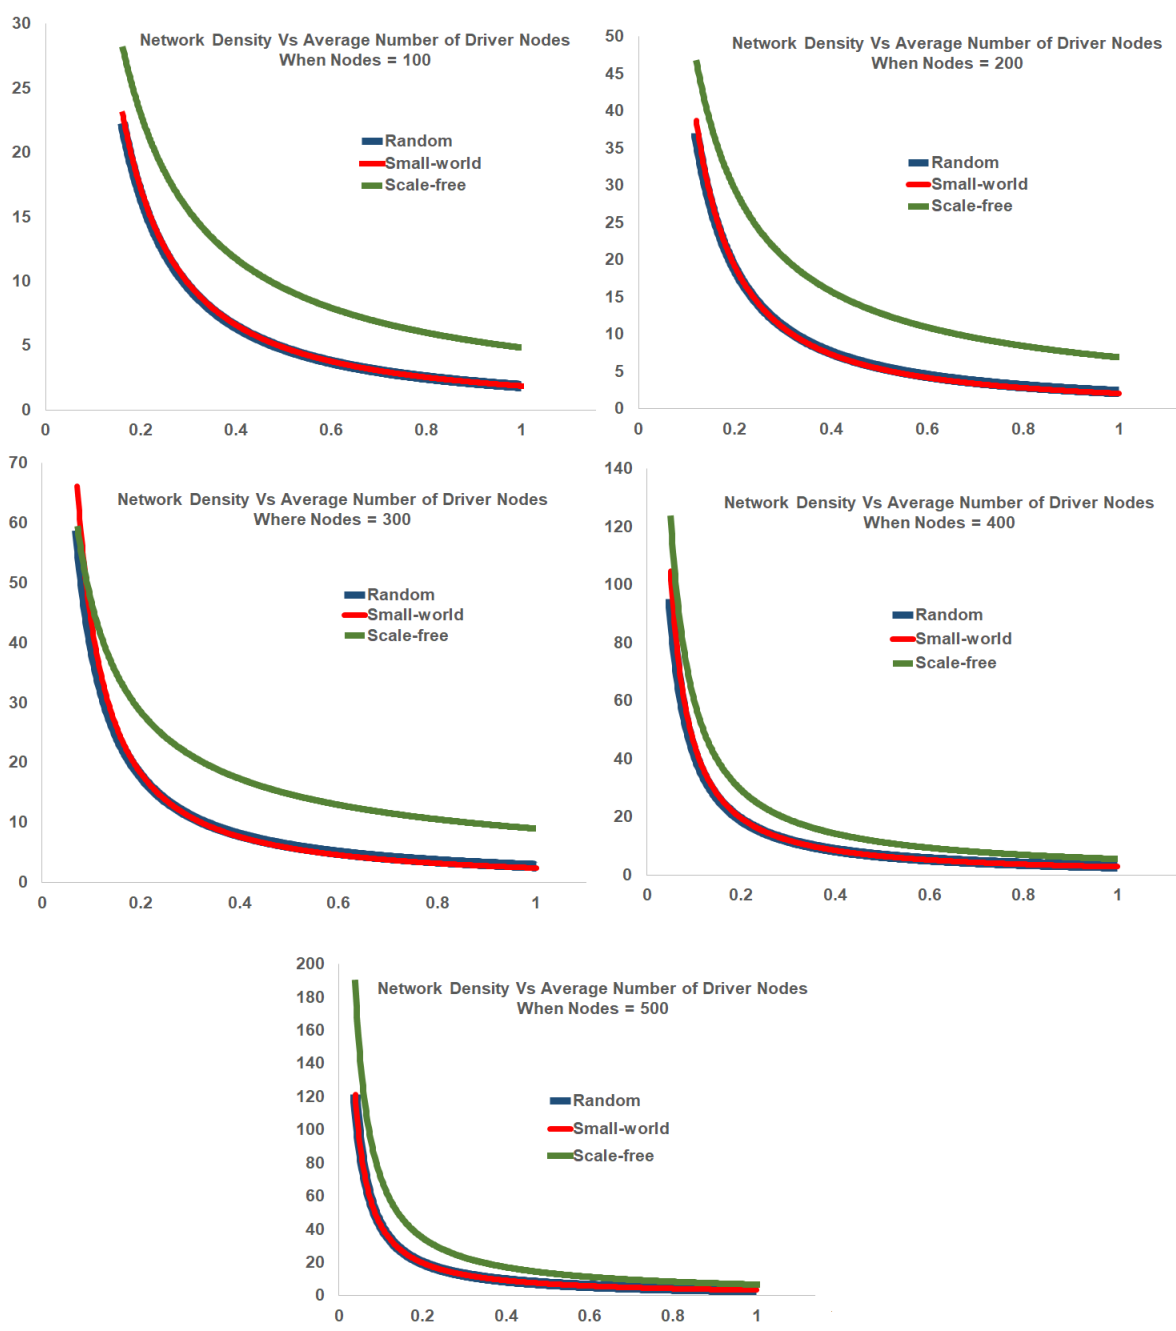 Network Density Vs Average Number of Driver Nodes
When Nodes = 100
30
25
20
15
10
5
0
Random
Small-world
Scale-free
0 0.2 0.4 0.6 0.8 1
Network Density Vs Average Number of Driver Nodes
When Nodes = 200
50
45
40
35
30
25
20
15
10
5
0
Random
Small-world
Scale-free
0 0.2 0.4 0.6 0.8 1
Network Density Vs Average Number of Driver Nodes
Where Nodes = 300
70
60
50
40
30
20
10
0
Random
Small-world
Scale-free
0 0.2 0.4 0.6 0.8 1
Network Density Vs Average Number of Driver Nodes
When Nodes = 400
140
120
100
80
60
40
20
0
Random
Small-world
Scale-free
0 0.2 0.4 0.6 0.8 1
Network Density Vs Average Number of Driver Nodes
When Nodes = 500
200
180
160
140
120
100
80
60
40
20
0
Random
Small-world
Scale-free
0 0.2 0.4 0.6 0.8 1